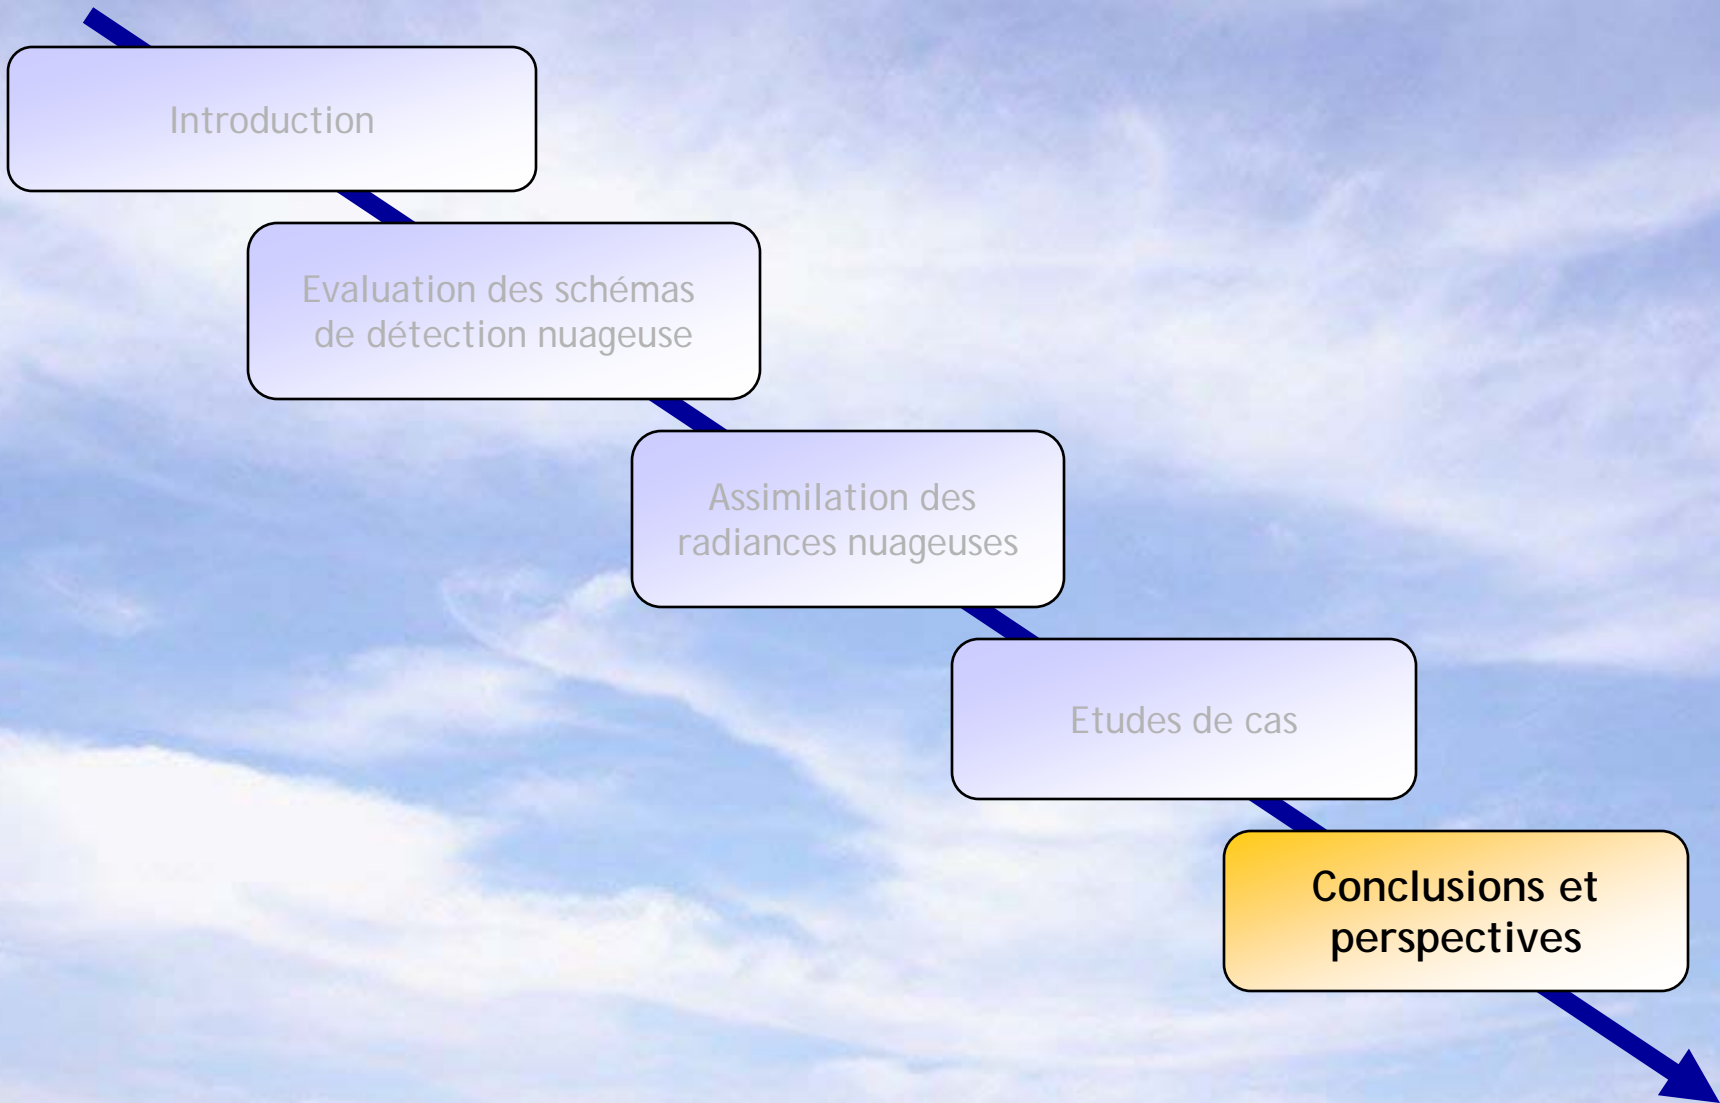 Introduction
Evaluation des schémas
de détection nuageuse
Assimilation des
radiances nuageuses
Etudes de cas
Conclusions et
perspectives